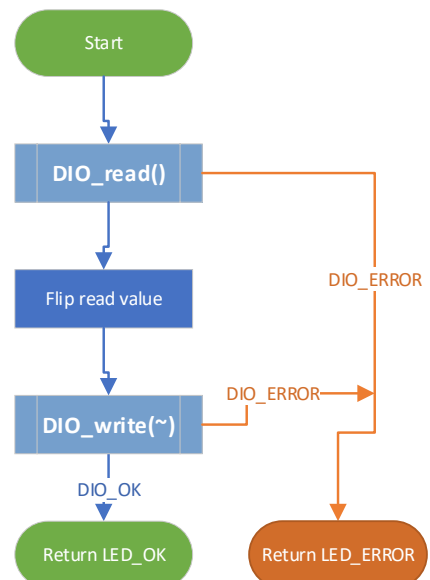 Start
DIO_read()
DIO_ERROR
Flip read value
DIO_ERROR
DIO_write(~)
DIO_OK
Return LED_OK
Return LED_ERROR